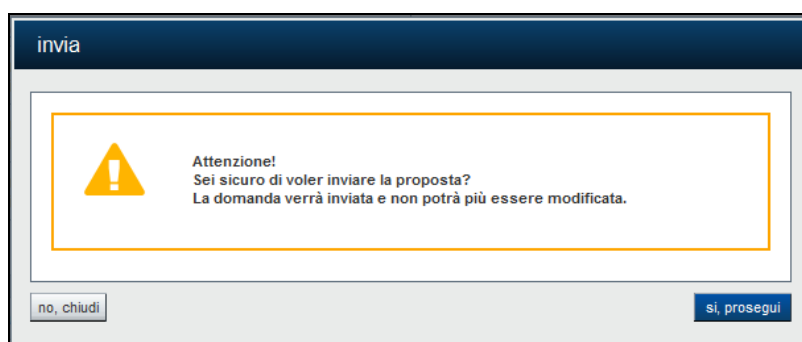 invia
Attenzione!
Sei sicuro di voler inviare la proposta?
La domanda verrà inviata e non potrà più essere modificata.
no, chiudi
si, prosegui